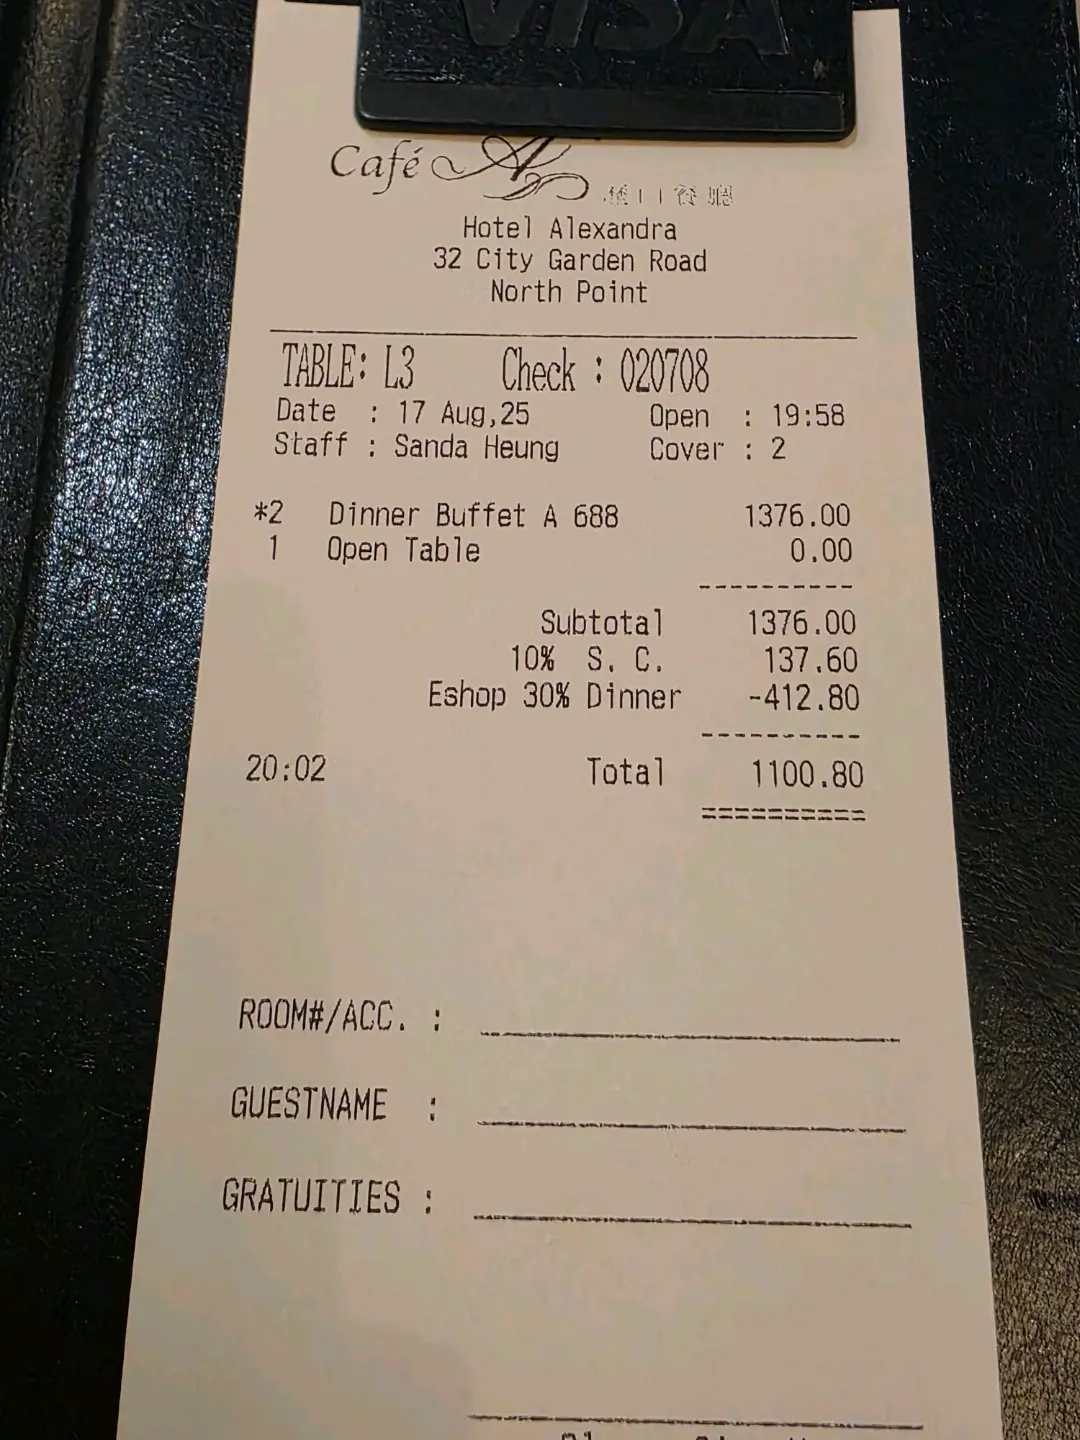 VISA
Café
餐廳
Hotel Alexandra
32 City Garden Road
North Point
TABLE: L3 Check : 020708
Date : 17 Aug,25 Open : 19:58
Staff : Sanda Heung Cover : 2
*2 Dinner Buffet A 688 1376.00
1 Open Table 0.00
----------
Subtotal 1376.00
10% S. C. 137.60
Eshop 30% Dinner -412.80
----------
20:02 Total 1100.80
==========
ROOM#/ACC. :
GUESTNAME :
GRATUITIES :